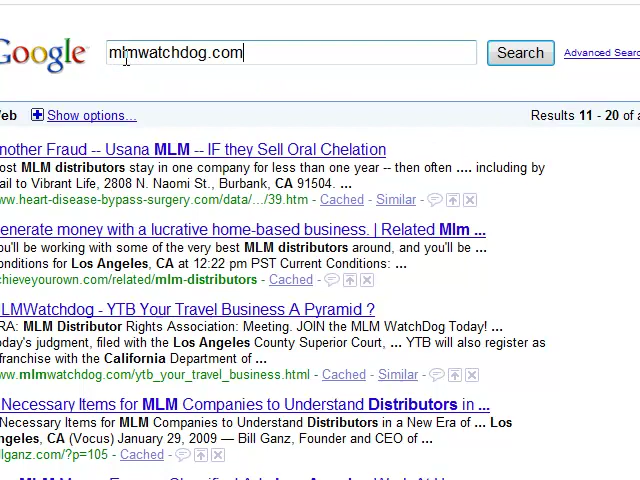 Google mlmwatchdog.com Search Advanced Searc
eb Show options... Results 11 - 20 of a
nother Fraud -- Usana MLM -- IF they Sell Oral Chelation
ost MLM distributors stay in one company for less than one year -- then often .... including by
ail to Vibrant Life, 2808 N. Naomi St., Burbank, CA 91504. ...
ww.heart-disease-bypass-surgery.com/data/.../39.htm - Cached - Similar -
enerate money with a lucrative home-based business. | Related Mlm ...
ou'll be working with some of the very best MLM distributors around, and you'll be ...
onditions for Los Angeles, CA at 12:22 pm PST Current Conditions: ...
chieveyourown.com/related/mlm-distributors - Cached -
LMWatchdog - YTB Your Travel Business A Pyramid ?
RA: MLM Distributor Rights Association: Meeting. JOIN the MLM WatchDog Today! ...
oday's judgment, filed with the Los Angeles County Superior Court, ... YTB will also register as
franchise with the California Department of ...
ww.mlmwatchdog.com/ytb_your_travel_business.html - Cached - Similar -
Necessary Items for MLM Companies to Understand Distributors in ...
Necessary Items for MLM Companies to Understand Distributors in a New Era of ... Los
ngeles, CA (Vocus) January 29, 2009 — Bill Ganz, Founder and CEO of ...
llganz.com/?p=105 - Cached -